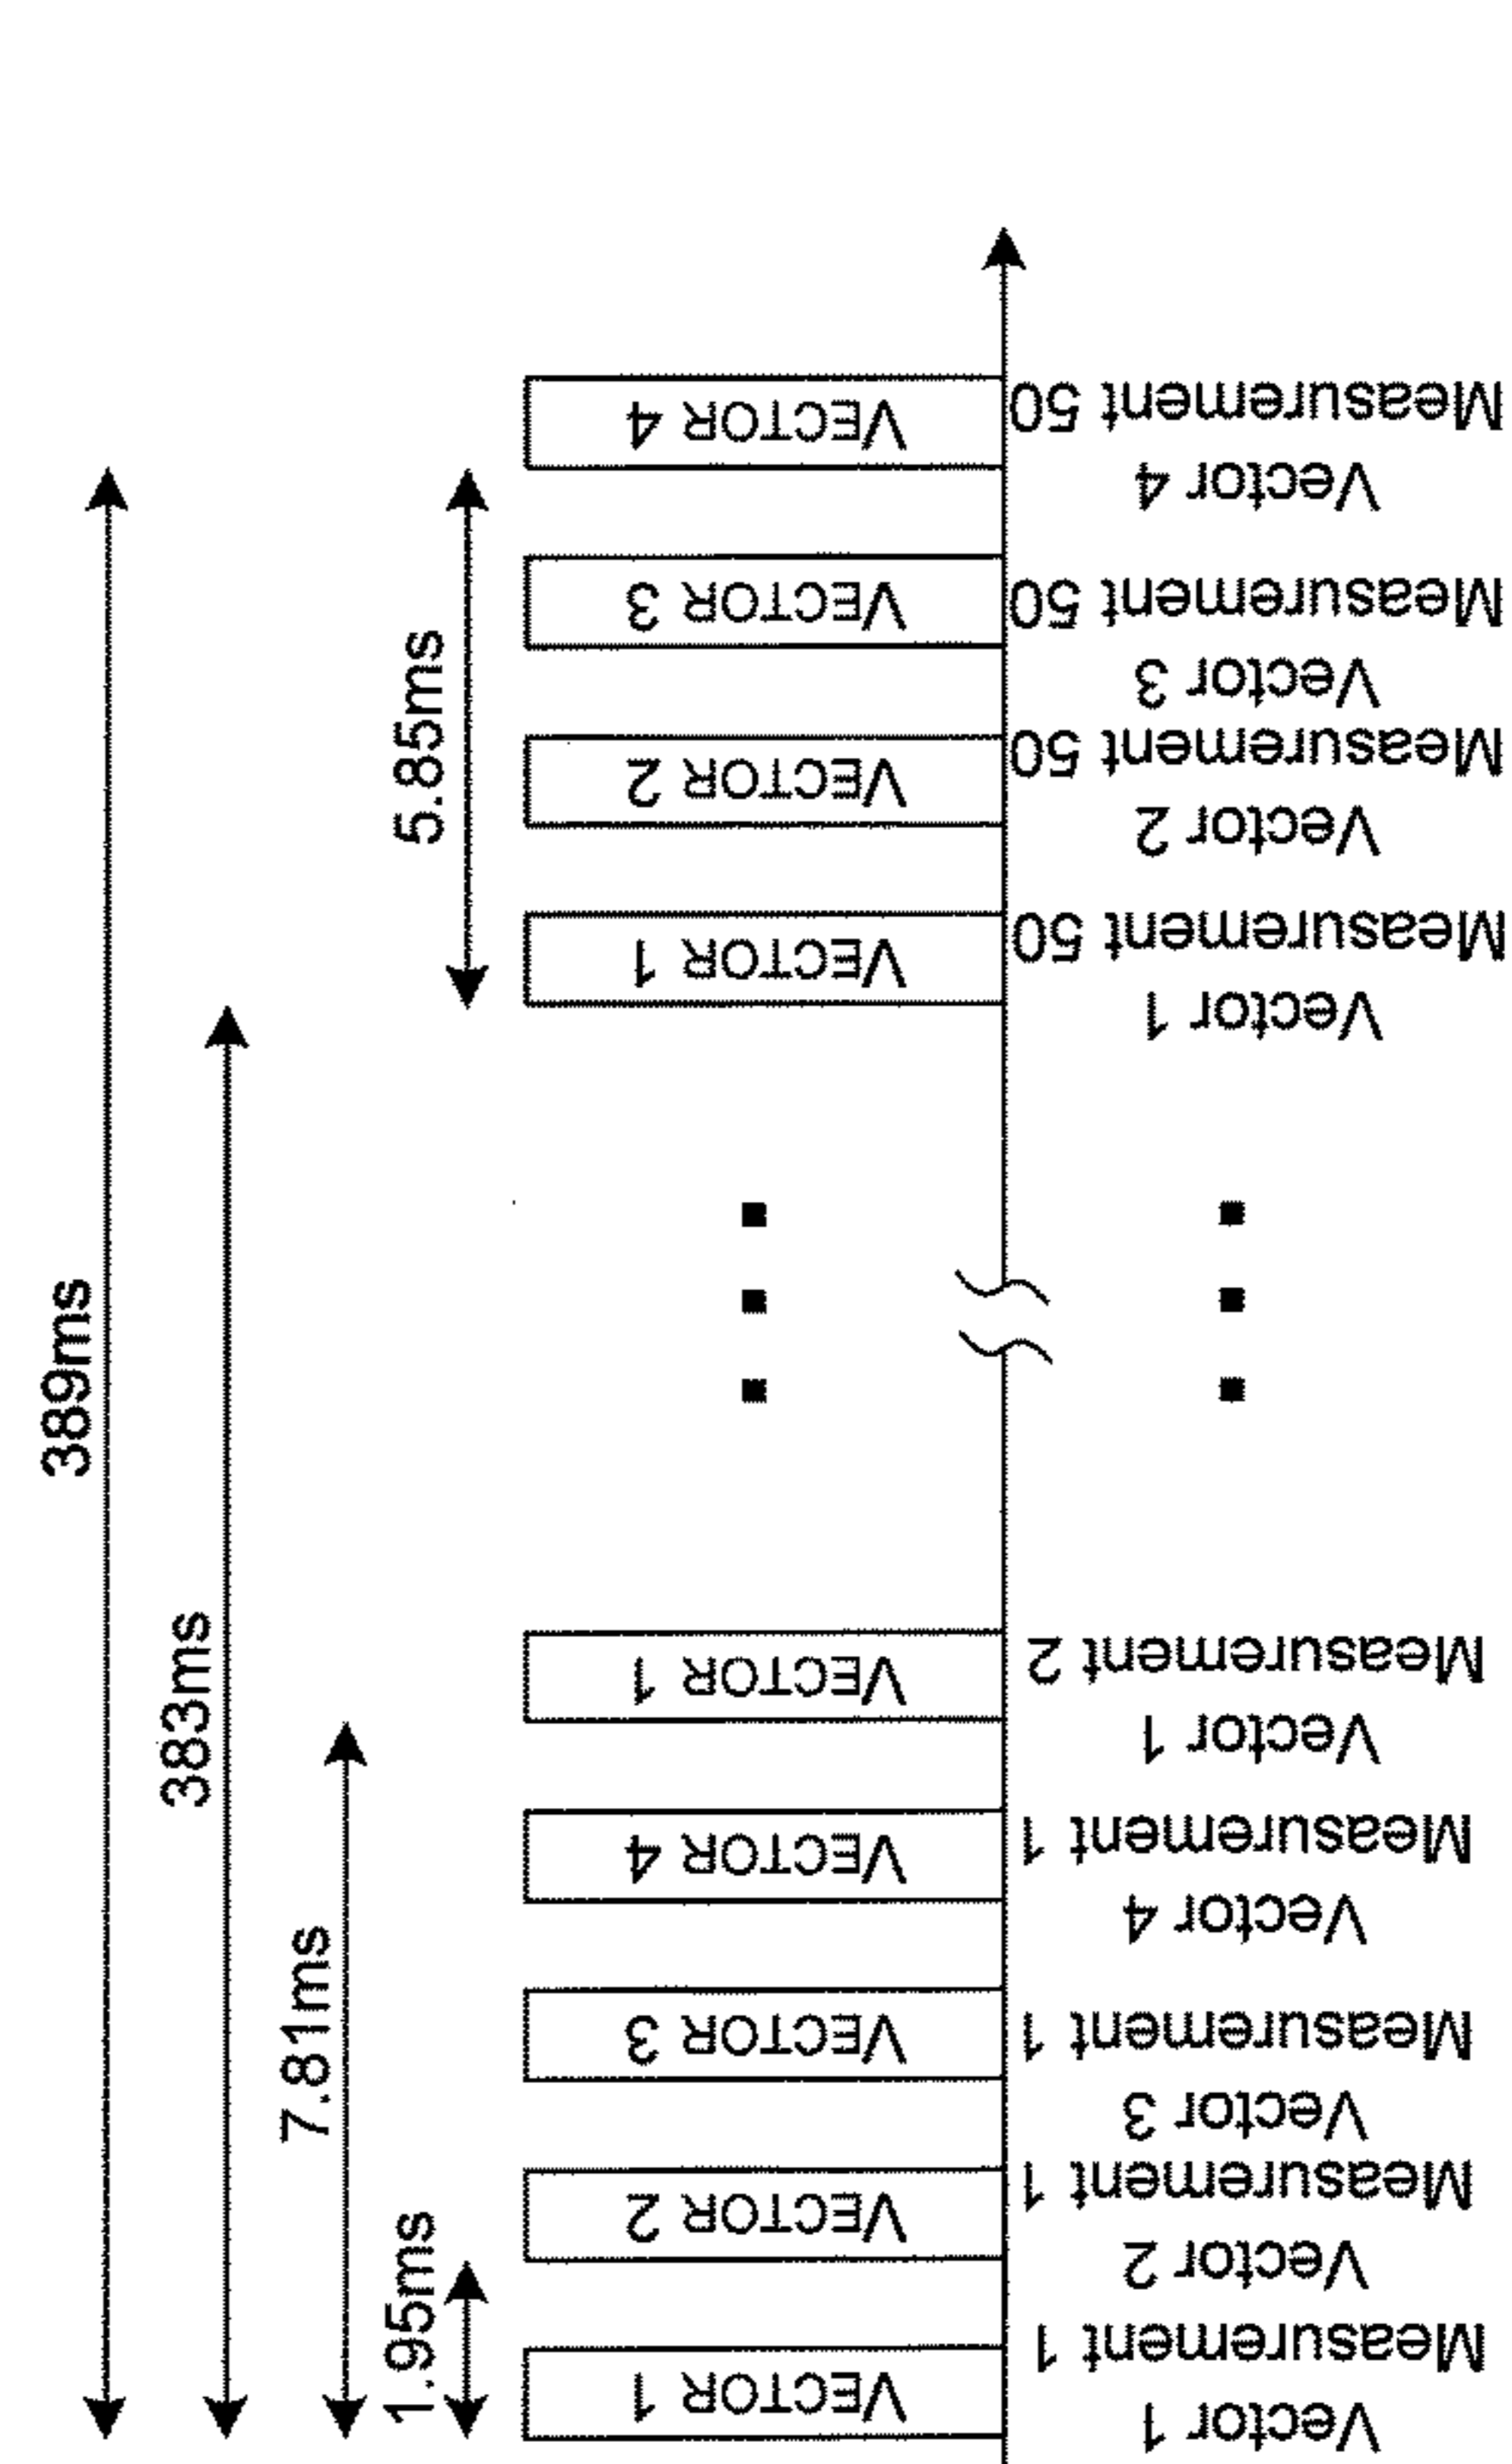 389ms
383ms
7.81ms
5.85ms
1.95ms
VECTOR 1
VECTOR 2
VECTOR 3
VECTOR 4
VECTOR 1
VECTOR 1
VECTOR 2
VECTOR 3
VECTOR 4
Vector 1
Measurement 1
Vector 2
Measurement 1
Vector 3
Measurement 1
Vector 4
Measurement 1
Vector 1
Measurement 2
Vector 1
Measurement 50
Vector 2
Measurement 50
Vector 3
Measurement 50
Vector 4
Measurement 50